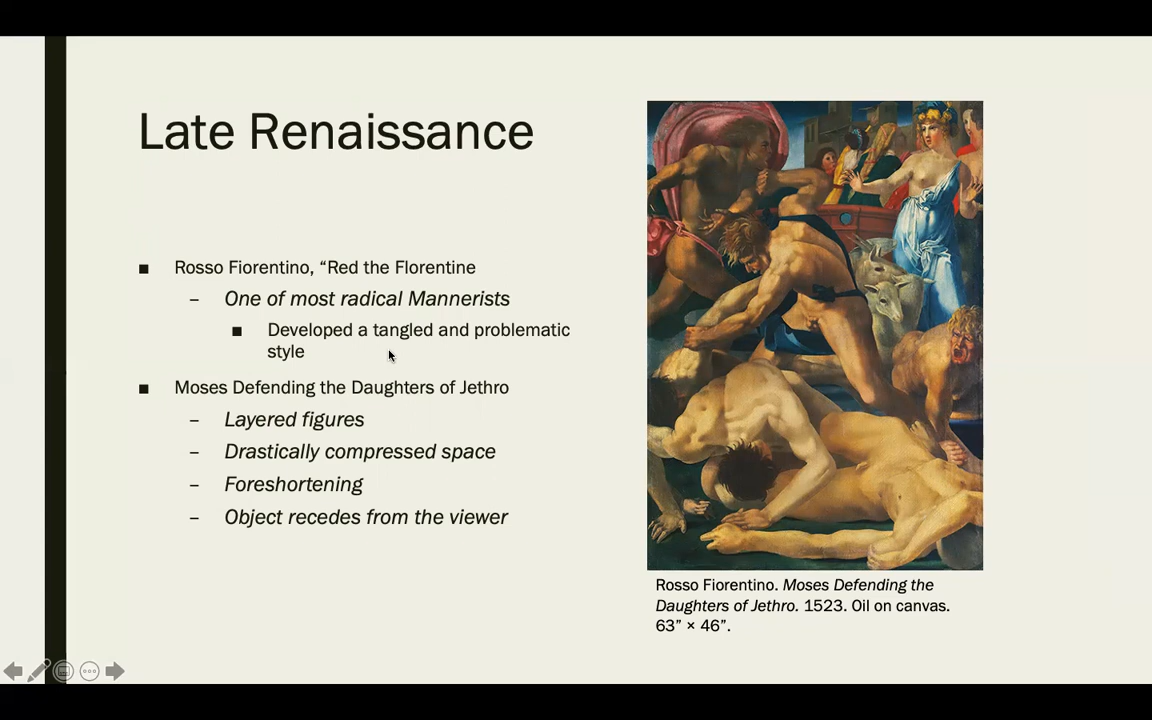 Late Renaissance
■ Rosso Fiorentino, “Red the Florentine
– One of most radical Mannerists
■ Developed a tangled and problematic
style
■ Moses Defending the Daughters of Jethro
– Layered figures
– Drastically compressed space
– Foreshortening
– Object recedes from the viewer
Rosso Fiorentino. Moses Defending the
Daughters of Jethro. 1523. Oil on canvas.
63” × 46”.